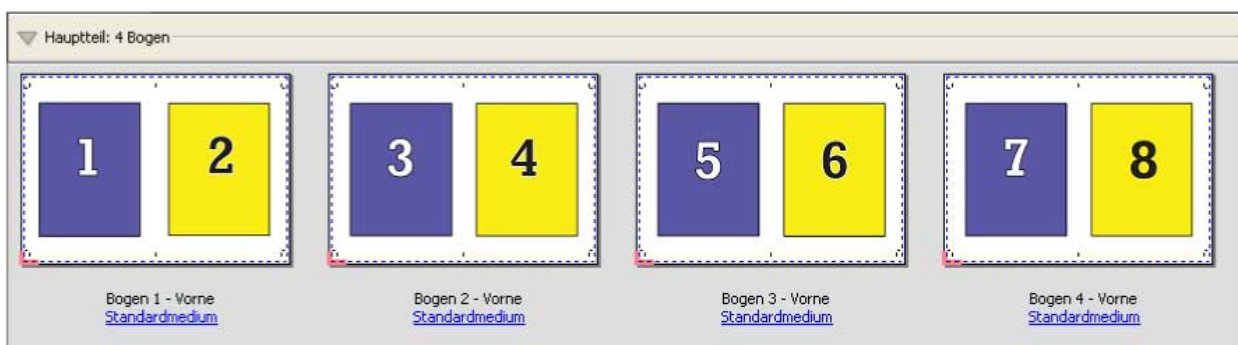 Hauptteil: 4 Bogen
1 2 3 4 5 6 7 8
Bogen 1 - Vorne Bogen 2 - Vorne Bogen 3 - Vorne Bogen 4 - Vorne
Standardmedium Standardmedium Standardmedium Standardmedium